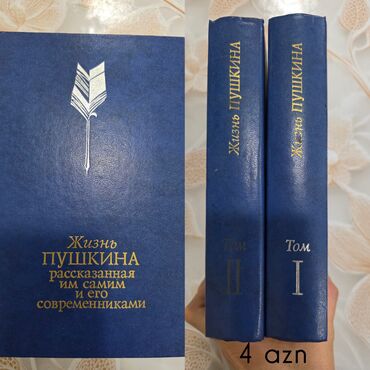 Жизнь
ПУШКИНА
рассказанная
им самим
и его
современниками
Жизнь ПУШКИНА
Том
II
Жизнь ПУШКИНА
Том
I
4 azn